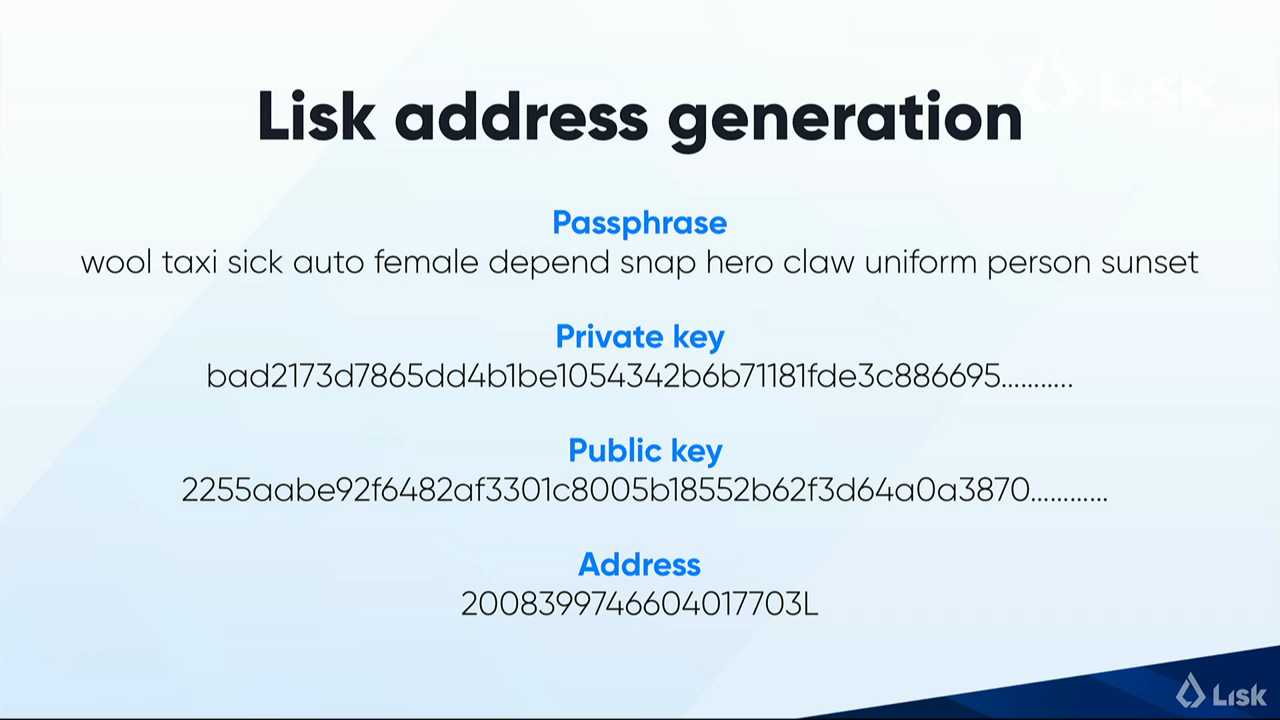 Lisk
Lisk address generation
Passphrase
wool taxi sick auto female depend snap hero claw uniform person sunset
Private key
bad2173d7865dd4b1be1054342b6b71181fde3c886695...........
Public key
2255aabe92f6482af3301c8005b18552b62f3d64a0a3870............
Address
2008399746604017703L
Lisk